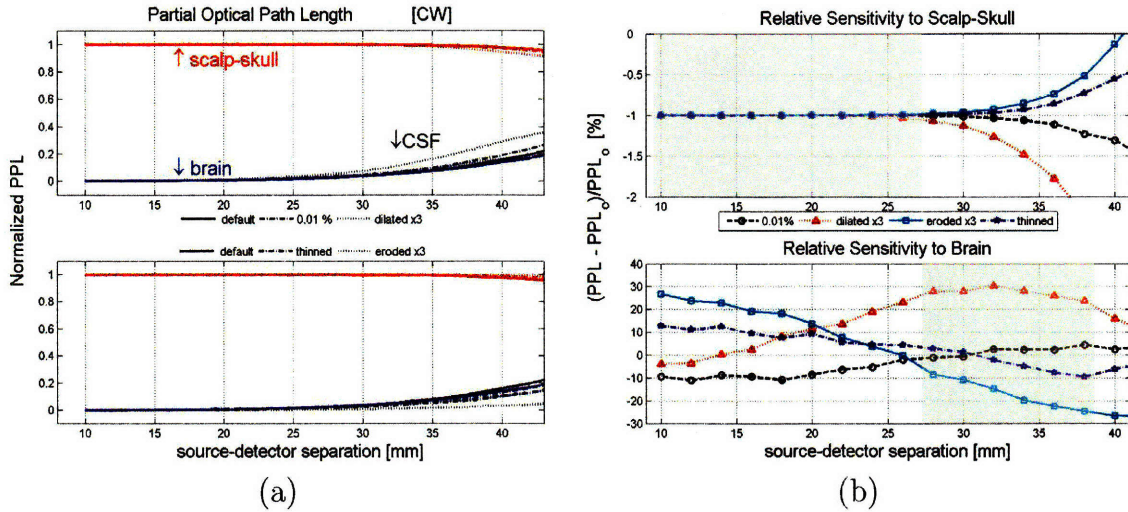 Partial Optical Path Length [CW]
1
0.8
0.6
0.4
0.2
0
↑ scalp-skull
↓CSF
↓ brain
10 15 20 25 30 35 40
default 0.01 % dilated x3
default thinned eroded x3
Normalized PPL
1
0.8
0.6
0.4
0.2
0
10 15 20 25 30 35 40
source-detector separation [mm]
(a)
Relative Sensitivity to Scalp-Skull
0
-0.5
-1
-1.5
-2
10 15 20 25 30 35 40
0.01% dilated x3 eroded x3 thinned
(PPL - PPLo)/PPLo [%]
Relative Sensitivity to Brain
40
30
20
10
0
-10
-20
-30
10 15 20 25 30 35 40
source-detector separation [mm]
(b)